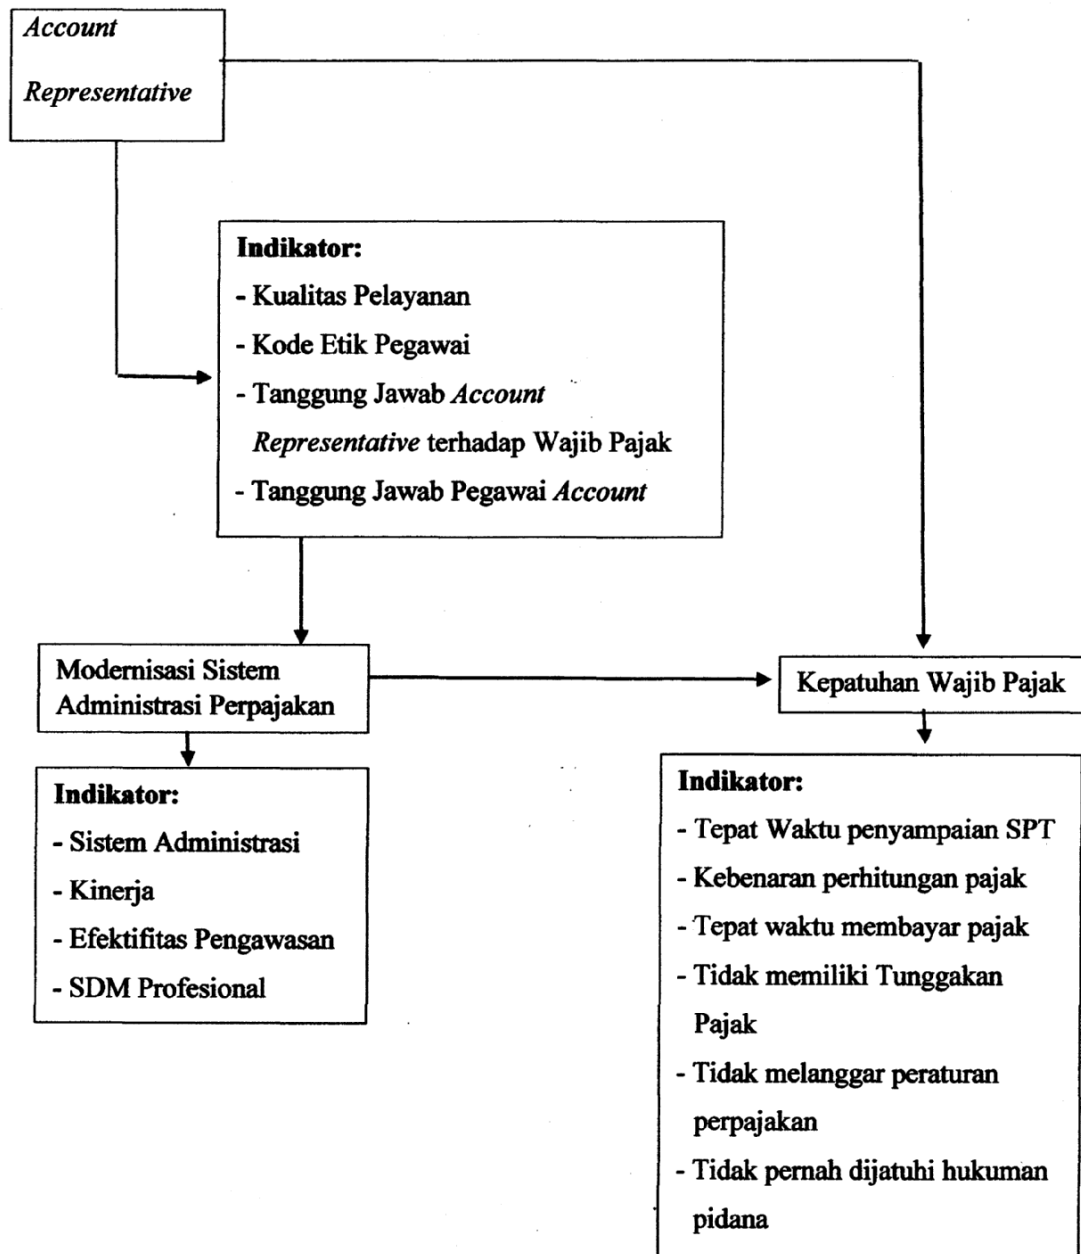 Account
Representative
Indikator:
- Kualitas Pelayanan
- Kode Etik Pegawai
- Tanggung Jawab Account
Representative terhadap Wajib Pajak
- Tanggung Jawab Pegawai Account
Modernisasi Sistem
Administrasi Perpajakan
Kepatuhan Wajib Pajak
Indikator:
- Sistem Administrasi
- Kinerja
- Efektifitas Pengawasan
- SDM Profesional
Indikator:
- Tepat Waktu penyampaian SPT
- Kebenaran perhitungan pajak
- Tepat waktu membayar pajak
- Tidak memiliki Tunggakan
Pajak
- Tidak melanggar peraturan
perpajakan
- Tidak pernah dijatuhi hukuman
pidana